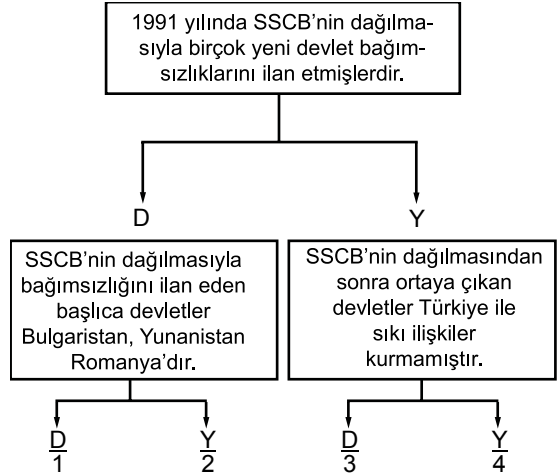 1991 yılında SSCB'nin dağılma-
sıyla birçok yeni devlet bağım-
sızlıklarını ilan etmişlerdir.
D
Y
SSCB'nin dağılmasıyla
bağımsızlığını ilan eden
başlıca devletler
Bulgaristan, Yunanistan
Romanya'dır.
SSCB'nin dağılmasından
sonra ortaya çıkan
devletler Türkiye ile
sıkı ilişkiler
kurmamıştır.
D
1
Y
2
D
3
Y
4